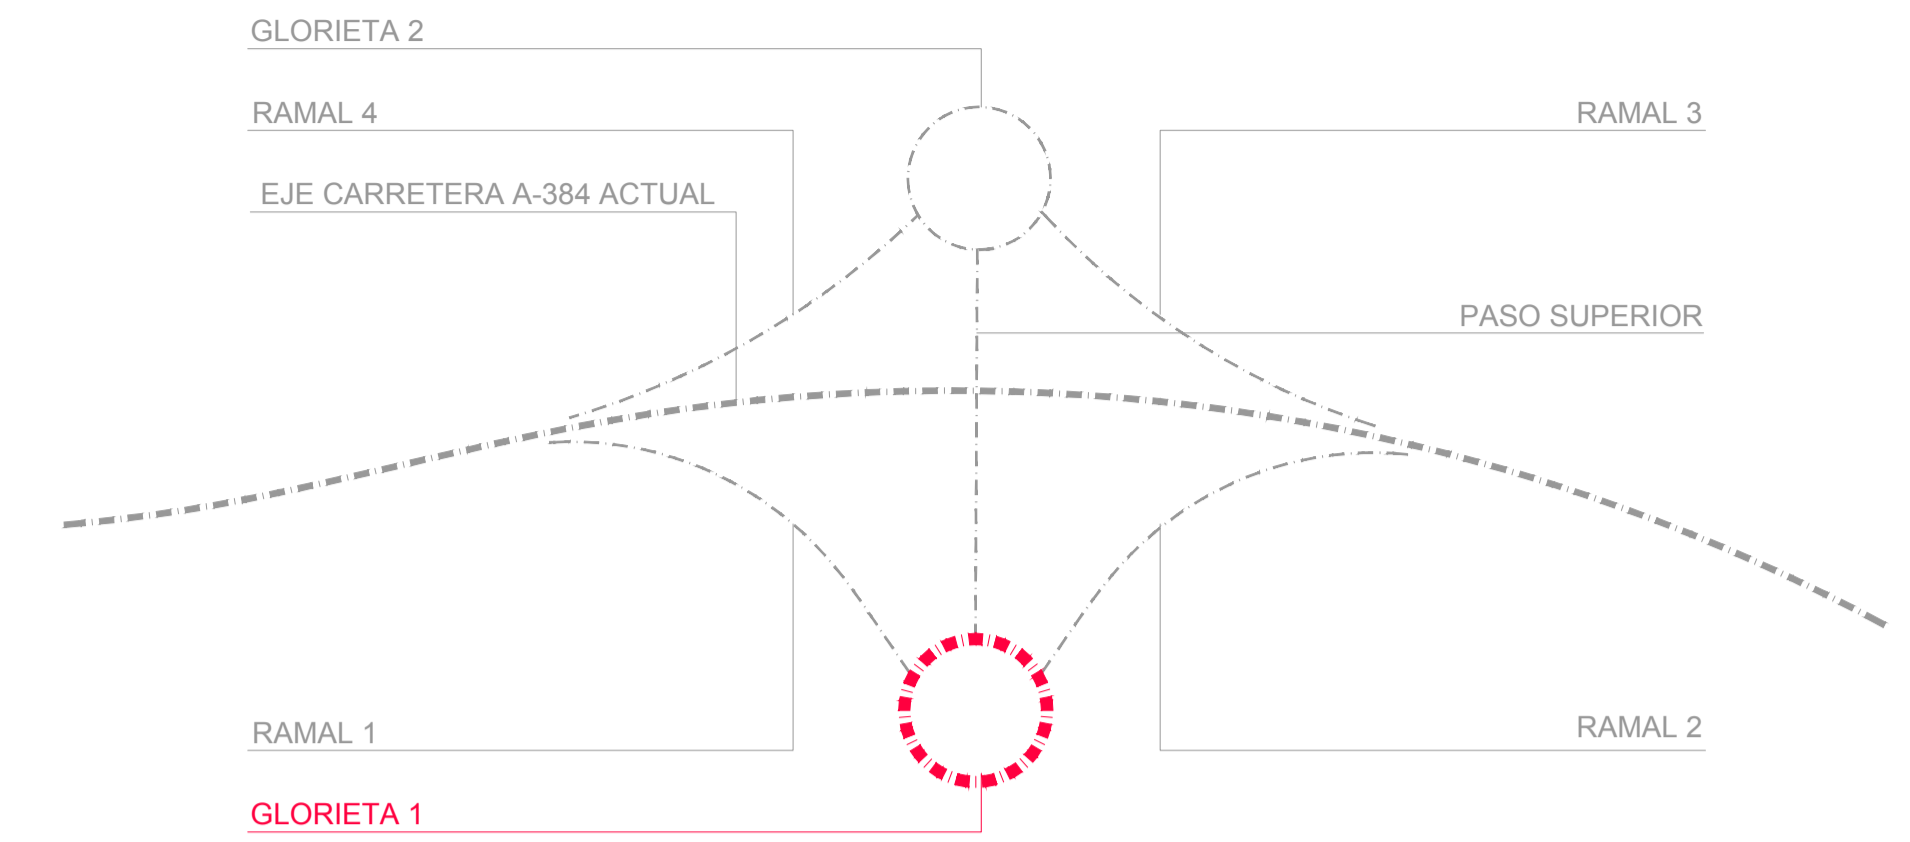 GLORIETA 2
RAMAL 4
RAMAL 3
EJE CARRETERA A-384 ACTUAL
PASO SUPERIOR
RAMAL 1
RAMAL 2
GLORIETA 1